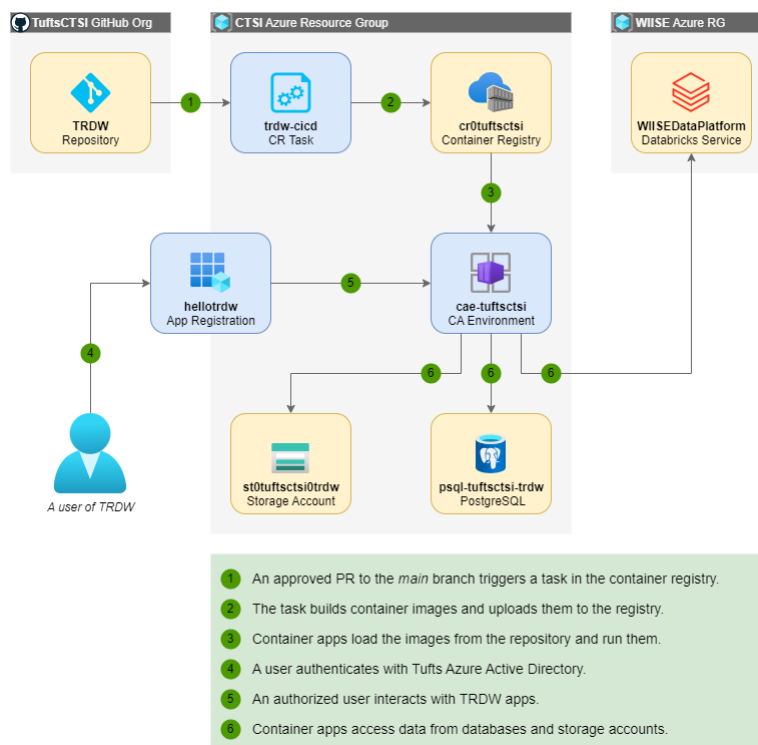 TuftsCTSI GitHub Org
CTSI Azure Resource Group
WIISE Azure RG
TRDW
Repository
1
trdw-cicd
CR Task
2
cr0tuftsctsi
Container Registry
WIISEDataPlatform
Databricks Service
3
hellotrdw
App Registration
5
cae-tuftsctsi
CA Environment
4
6
6
6
A user of TRDW
st0tuftsctsi0trdw
Storage Account
psql-tuftsctsi-trdw
PostgreSQL
1 An approved PR to the main branch triggers a task in the container registry.
2 The task builds container images and uploads them to the registry.
3 Container apps load the images from the repository and run them.
4 A user authenticates with Tufts Azure Active Directory.
5 An authorized user interacts with TRDW apps.
6 Container apps access data from databases and storage accounts.